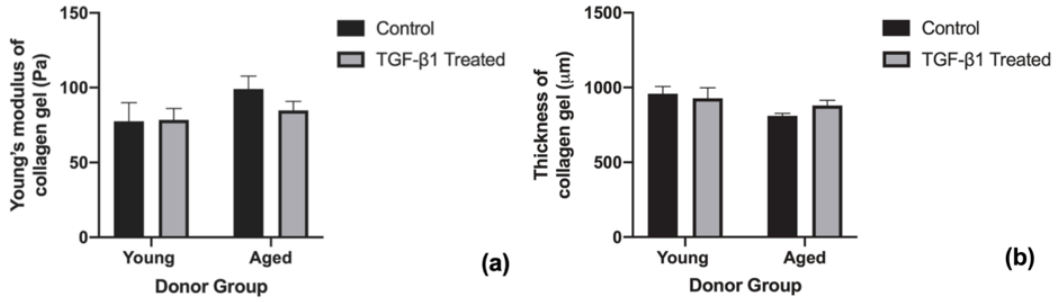 Young's modulus of
collagen gel (Pa)
150
100
50
0
Young
Aged
Donor Group
Control
TGF-β1 Treated
(a)
Thickness of
collagen gel (μm)
1500
1000
500
0
Young
Aged
Donor Group
Control
TGF-β1 Treated
(b)